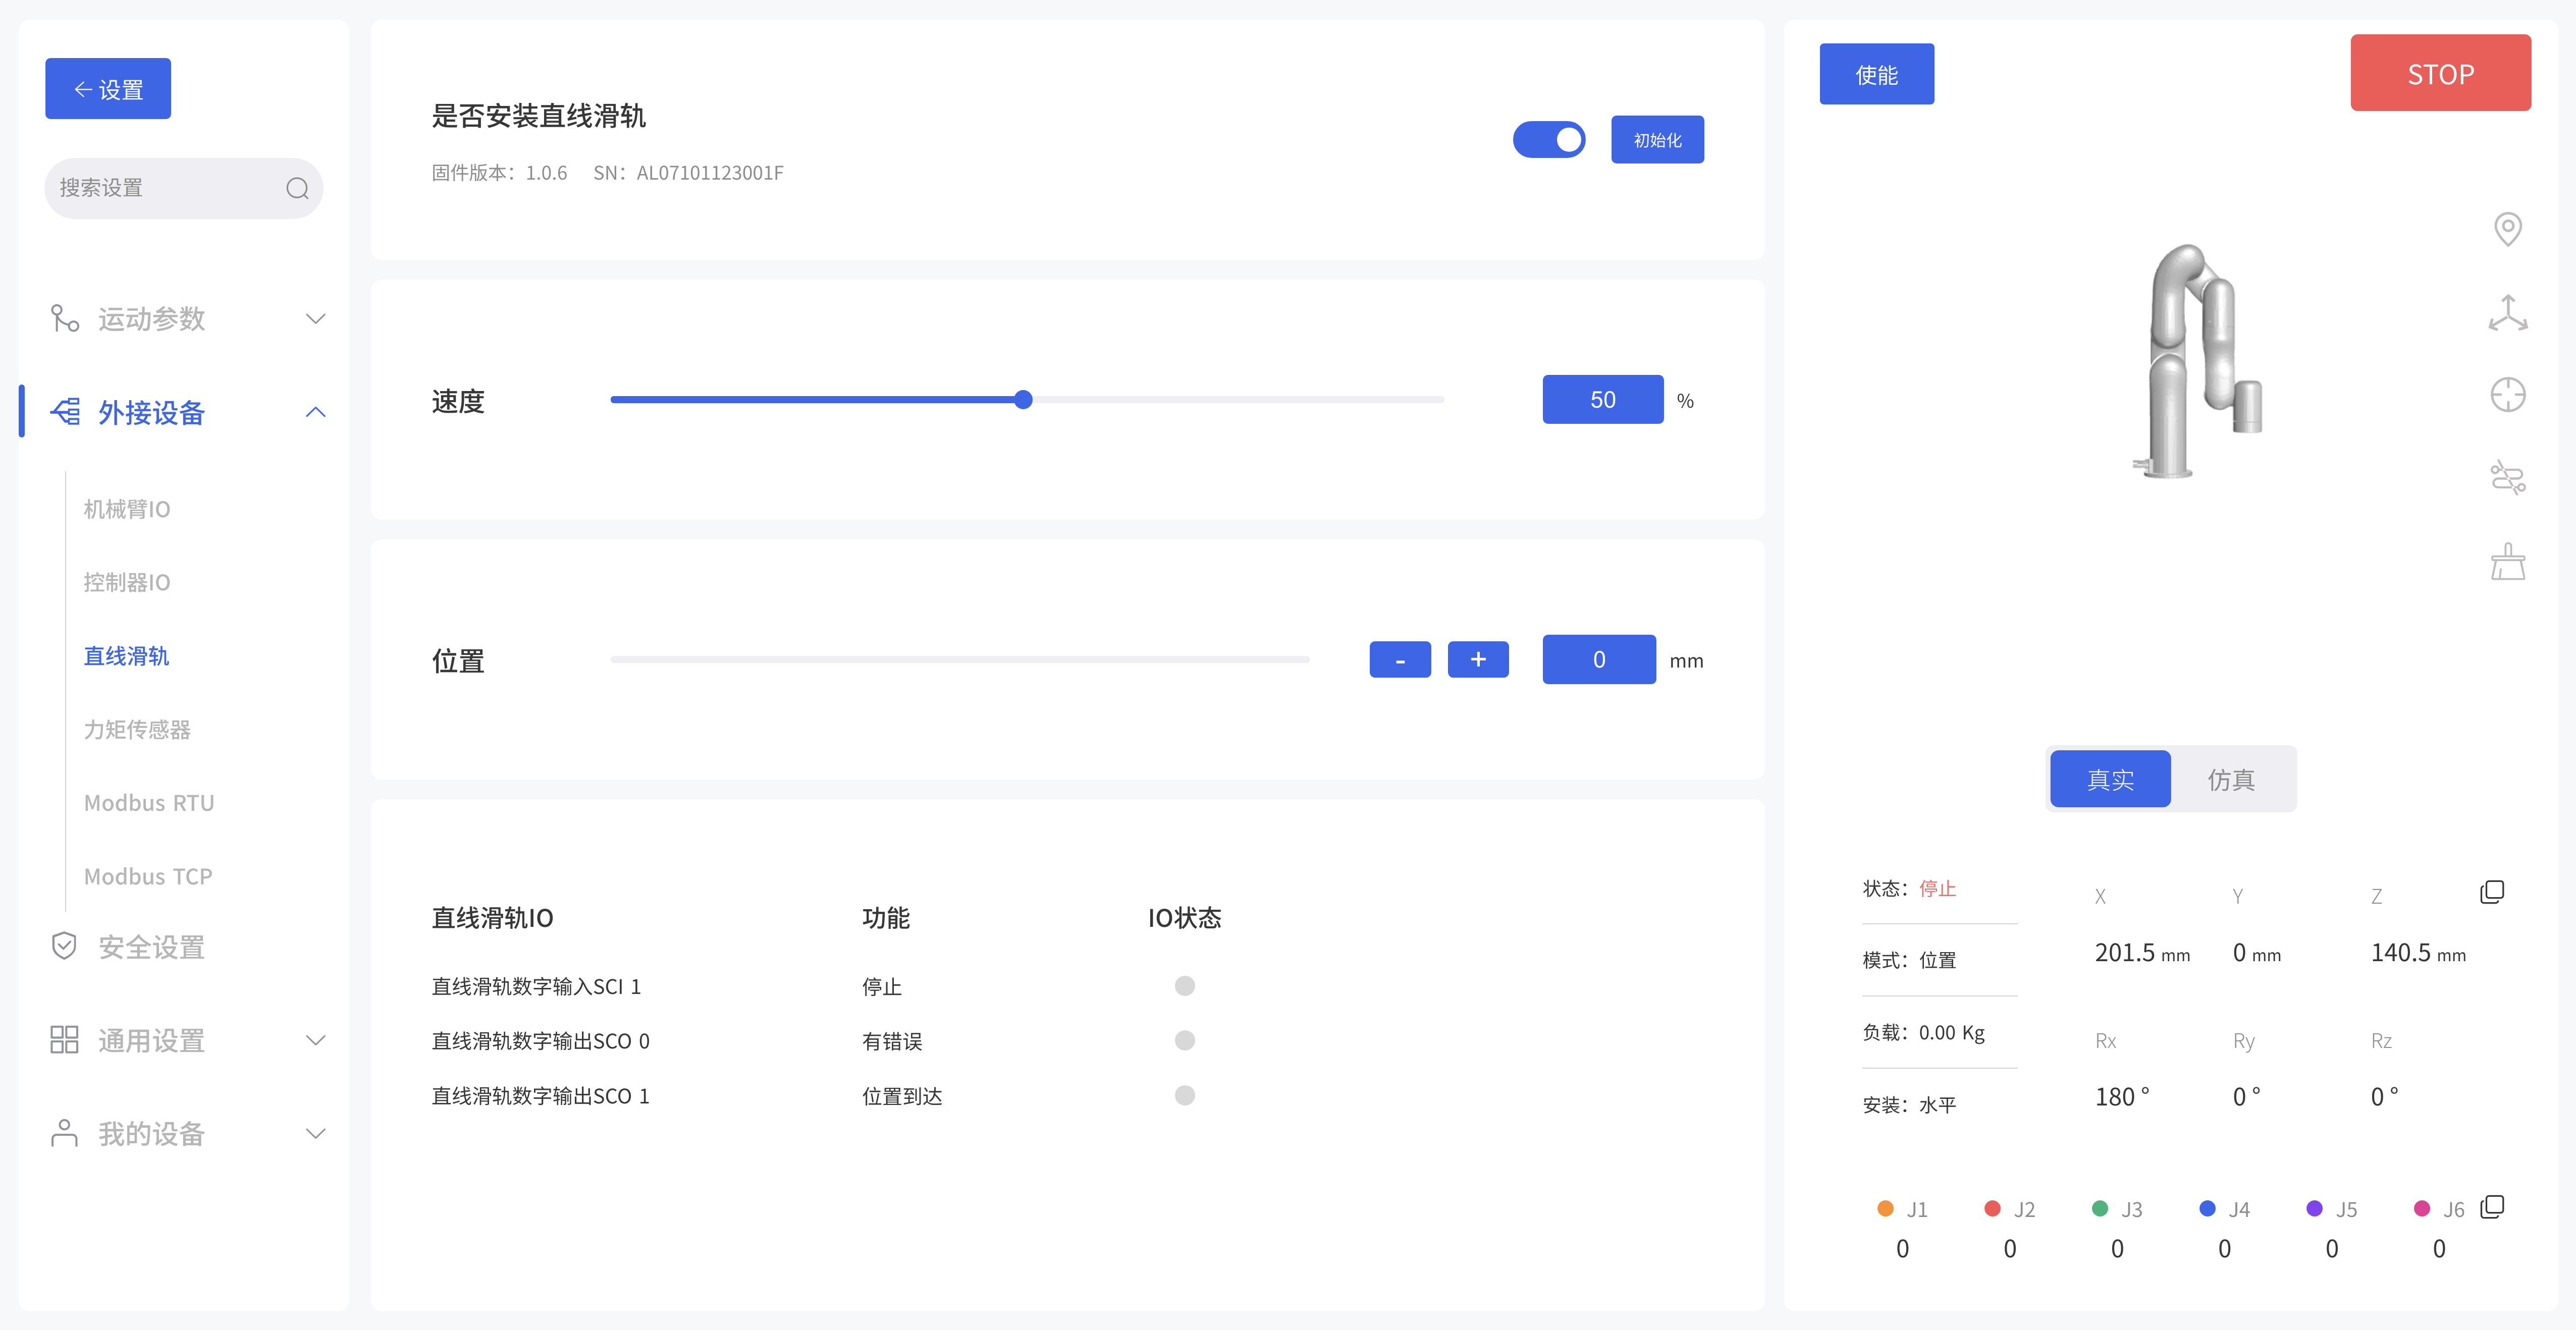 设置
搜索设置
运动参数
外接设备
机械臂IO
控制器IO
直线滑轨
力矩传感器
Modbus RTU
Modbus TCP
安全设置
通用设置
我的设备
是否安装直线滑轨
固件版本：1.0.6 SN：AL07101123001F
初始化
速度 50 %
位置 - + 0 mm
直线滑轨IO 功能 IO状态
直线滑轨数字输入SCI 1 停止
直线滑轨数字输出SCO 0 有错误
直线滑轨数字输出SCO 1 位置到达
使能 STOP
真实 仿真
状态：停止
模式：位置
负载：0.00 Kg
安装：水平
X Y Z
201.5 mm 0 mm 140.5 mm
Rx Ry Rz
180 ° 0 ° 0 °
J1 J2 J3 J4 J5 J6
0 0 0 0 0 0